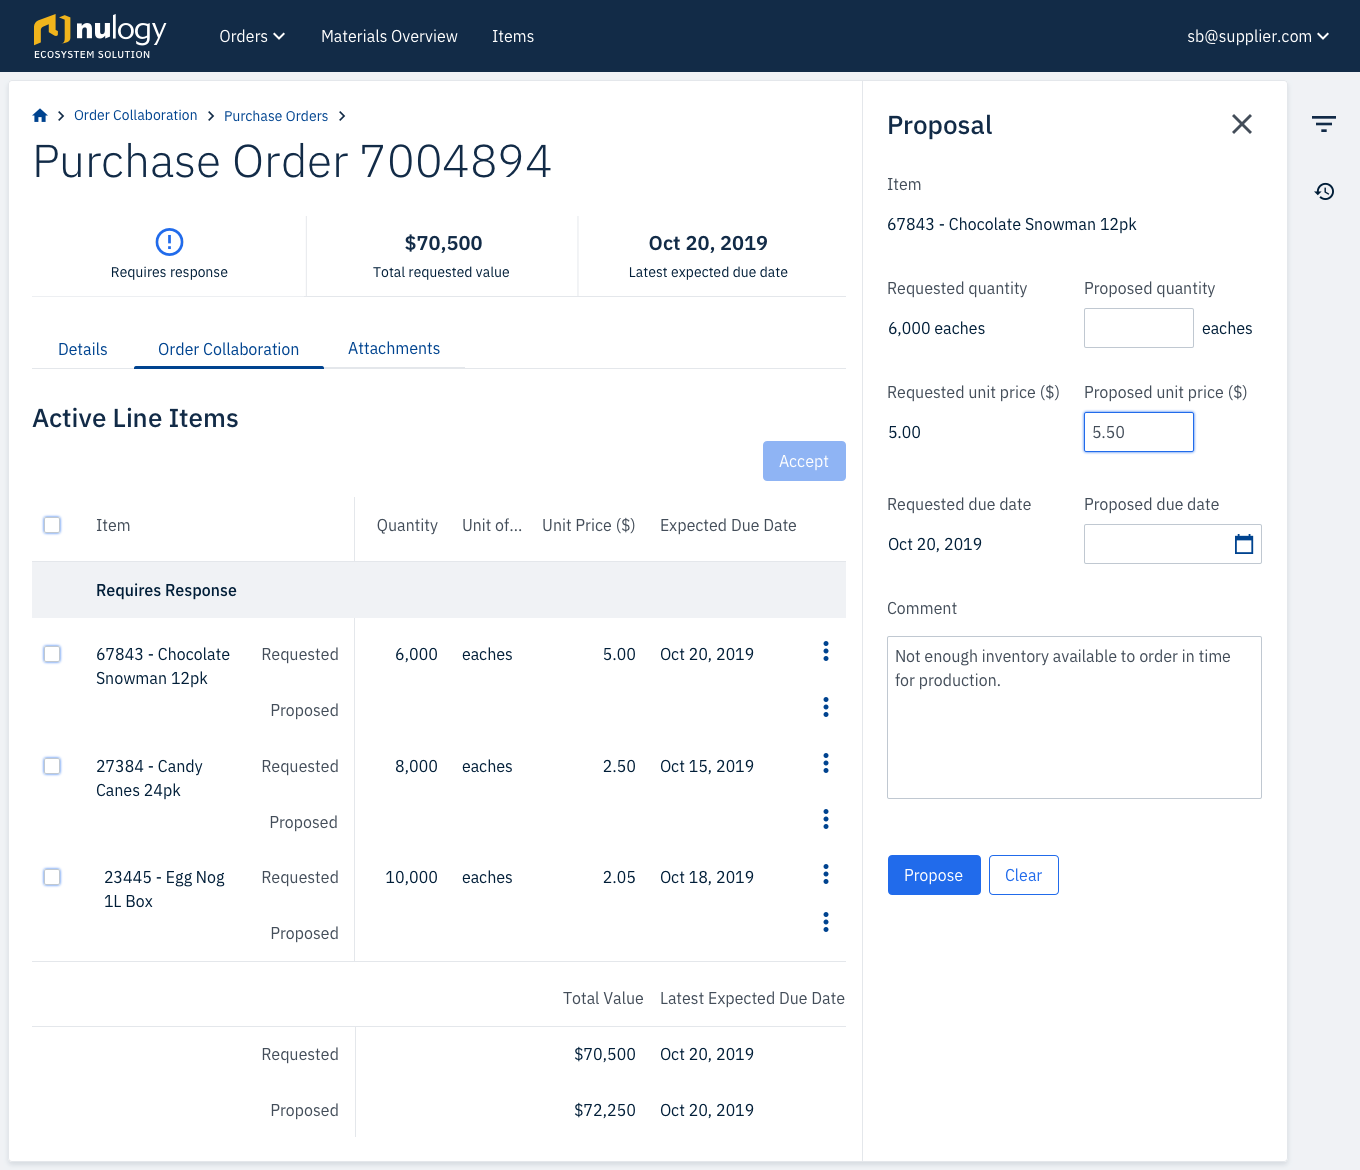 nulogy
ECOSYSTEM SOLUTION
Orders
Materials Overview
Items
sb@supplier.com
Order Collaboration
Purchase Orders
Purchase Order 7004894
Requires response
$70,500
Total requested value
Oct 20, 2019
Latest expected due date
Details
Order Collaboration
Attachments
Active Line Items
Accept
Item Quantity Unit of... Unit Price ($) Expected Due Date
Requires Response
67843 - Chocolate Requested 6,000 eaches 5.00 Oct 20, 2019
Snowman 12pk
Proposed
27384 - Candy Requested 8,000 eaches 2.50 Oct 15, 2019
Canes 24pk
Proposed
23445 - Egg Nog Requested 10,000 eaches 2.05 Oct 18, 2019
1L Box
Proposed
Total Value Latest Expected Due Date
Requested $70,500 Oct 20, 2019
Proposed $72,250 Oct 20, 2019
Proposal
Item
67843 - Chocolate Snowman 12pk
Requested quantity Proposed quantity
6,000 eaches eaches
Requested unit price ($) Proposed unit price ($)
5.00 5.50
Requested due date Proposed due date
Oct 20, 2019
Comment
Not enough inventory available to order in time
for production.
Propose Clear